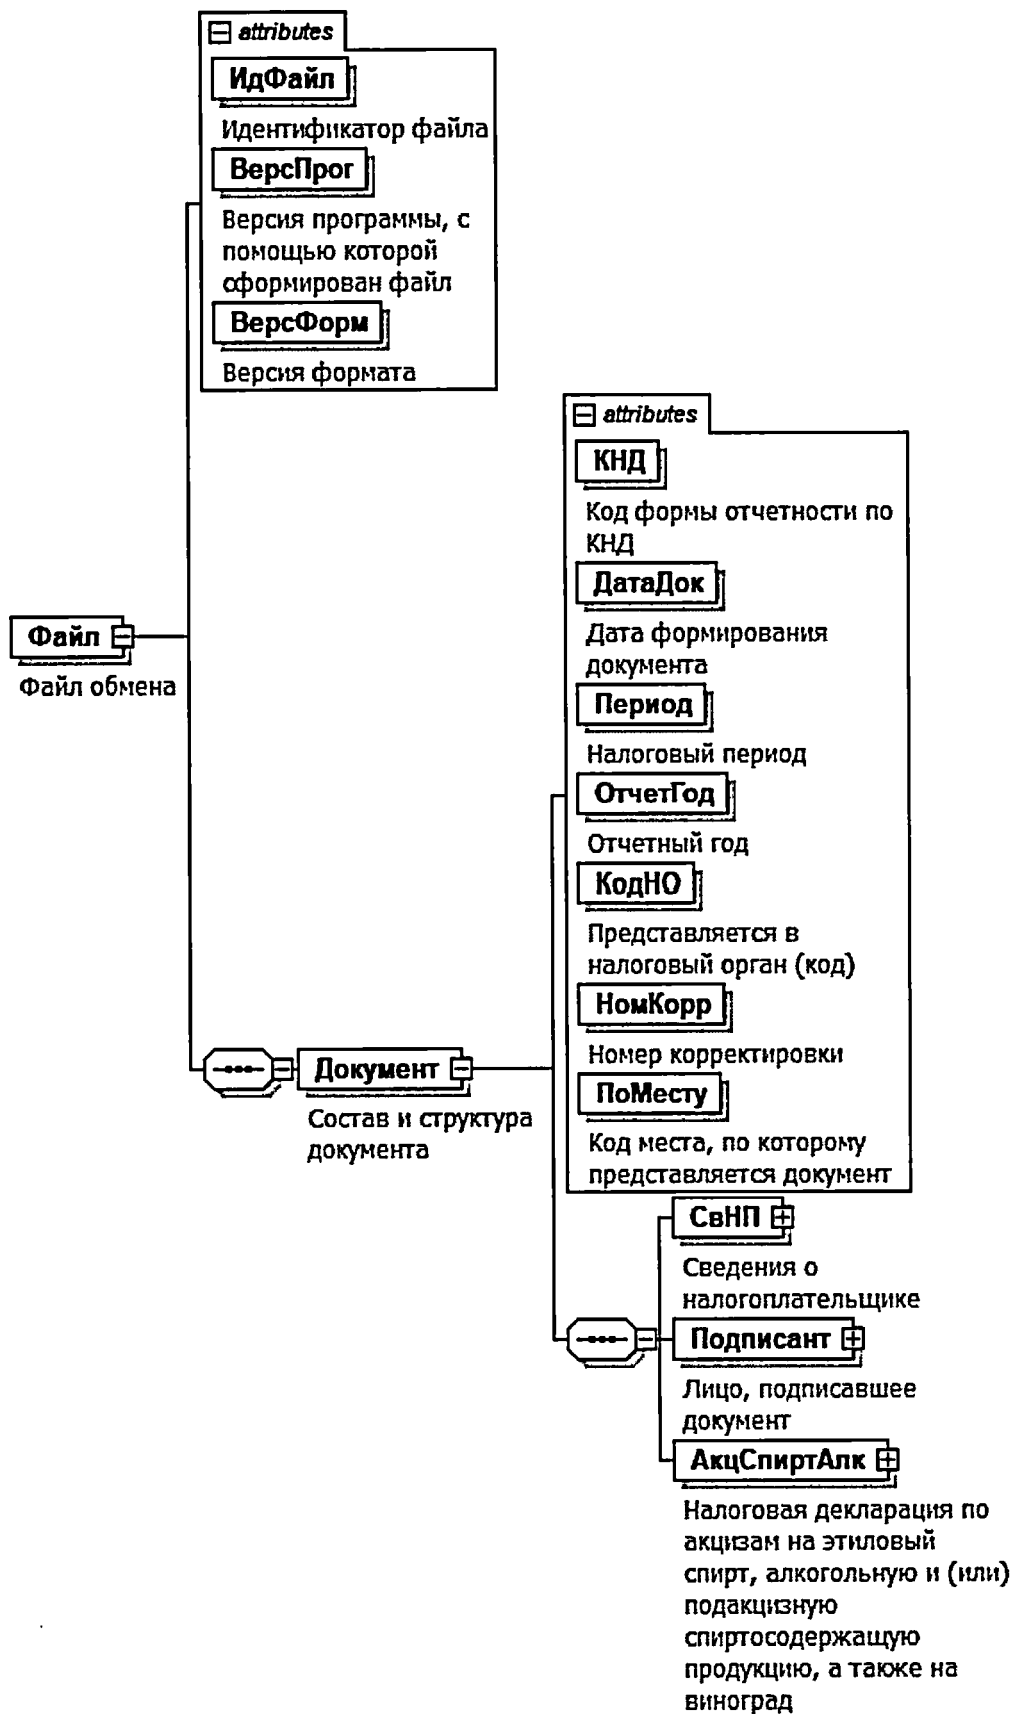 attributes
ИдФайл
Идентификатор файла
ВерсПрог
Версия программы, с
помощью которой
сформирован файл
ВерсФорм
Версия формата
Файл
Файл обмена
Документ
Состав и структура
документа
attributes
КНД
Код формы отчетности по
КНД
ДатаДок
Дата формирования
документа
Период
Налоговый период
ОтчетГод
Отчетный год
КодНО
Представляется в
налоговый орган (код)
НомКорр
Номер корректировки
ПоМесту
Код места, по которому
представляется документ
СвНП
Сведения о
налогоплательщике
Подписант
Лицо, подписавшее
документ
АкцСпиртАлк
Налоговая декларация по
акцизам на этиловый
спирт, алкогольную и (или)
подакцизную
спиртосодержащую
продукцию, а также на
виноград